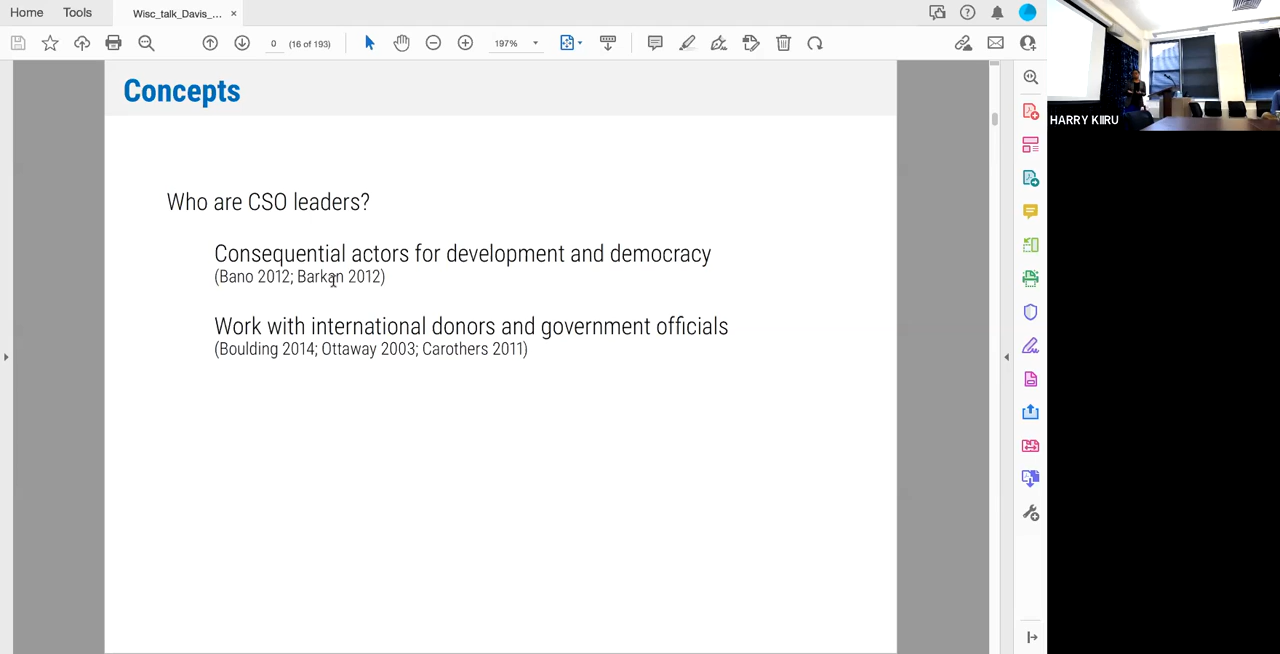 Home
Tools
Wisc_talk_Davis_...
×
0
(16 of 193)
197%
Concepts
Who are CSO leaders?
Consequential actors for development and democracy
(Bano 2012; Barkan 2012)
Work with international donors and government officials
(Boulding 2014; Ottaway 2003; Carothers 2011)
HARRY KIIRU